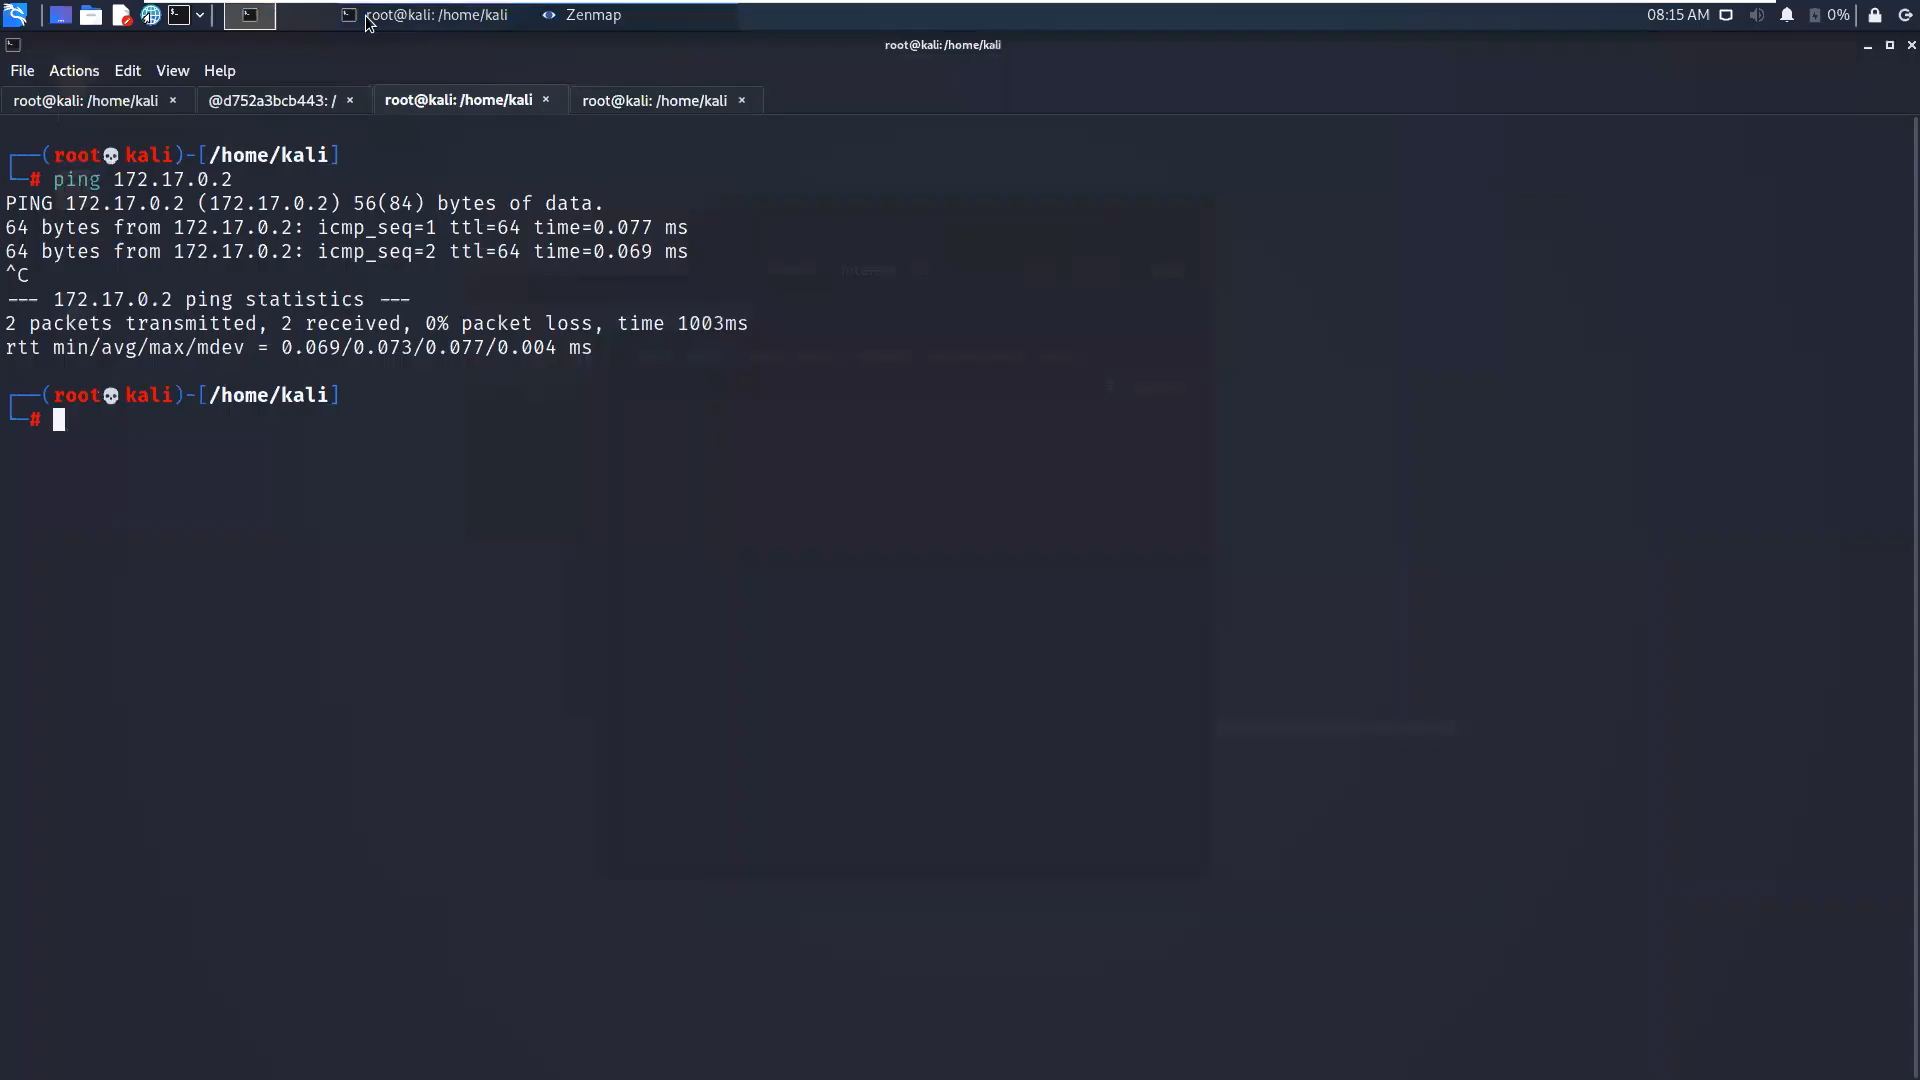 root@kali: /home/kali
Zenmap
08:15 AM
0%
root@kali: /home/kali
File Actions Edit View Help
root@kali: /home/kali ×
@d752a3bcb443: / ×
root@kali: /home/kali ×
root@kali: /home/kali ×
┌──(root💀kali)-[/home/kali]
└─# ping 172.17.0.2
PING 172.17.0.2 (172.17.0.2) 56(84) bytes of data.
64 bytes from 172.17.0.2: icmp_seq=1 ttl=64 time=0.077 ms
64 bytes from 172.17.0.2: icmp_seq=2 ttl=64 time=0.069 ms
^C
--- 172.17.0.2 ping statistics ---
2 packets transmitted, 2 received, 0% packet loss, time 1003ms
rtt min/avg/max/mdev = 0.069/0.073/0.077/0.004 ms
┌──(root💀kali)-[/home/kali]
└─#